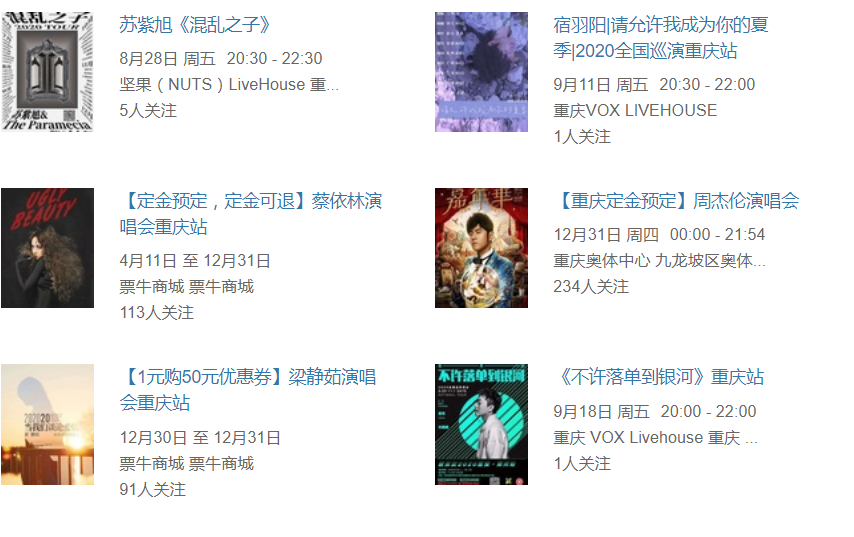 混乱之子
2020 TOUR
苏紫旭&
The Paramecia
苏紫旭《混乱之子》
8月28日 周五 20:30 - 22:30
坚果（NUTS）LiveHouse 重...
5人关注
宿羽阳|请允许我成为你的夏
季|2020全国巡演重庆站
9月11日 周五 20:30 - 22:00
重庆VOX LIVEHOUSE
1人关注
UGLY
BEAUTY
【定金预定，定金可退】蔡依林演
唱会重庆站
4月11日 至 12月31日
票牛商城 票牛商城
113人关注
嘉年華
【重庆定金预定】周杰伦演唱会
12月31日 周四 00:00 - 21:54
重庆奥体中心 九龙坡区奥体...
234人关注
【1元购50元优惠券】梁静茹演唱
会重庆站
12月30日 至 12月31日
票牛商城 票牛商城
91人关注
不许落单到银河
《不许落单到银河》重庆站
9月18日 周五 20:00 - 22:00
重庆 VOX Livehouse 重庆 ...
1人关注